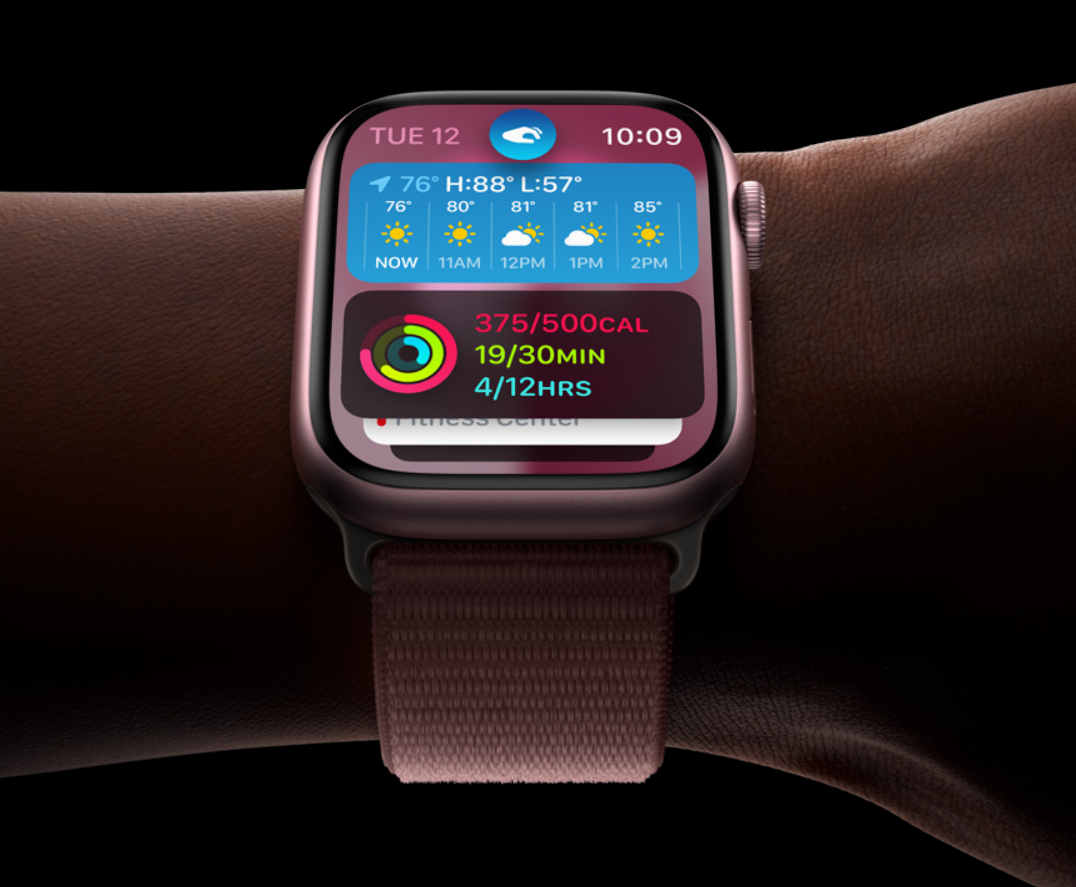 TUE 12 10:09
76° H:88° L:57°
76° 80° 81° 81° 85°
NOW 11AM 12PM 1PM 2PM
375/500CAL
19/30MIN
4/12HRS
Fitness Center